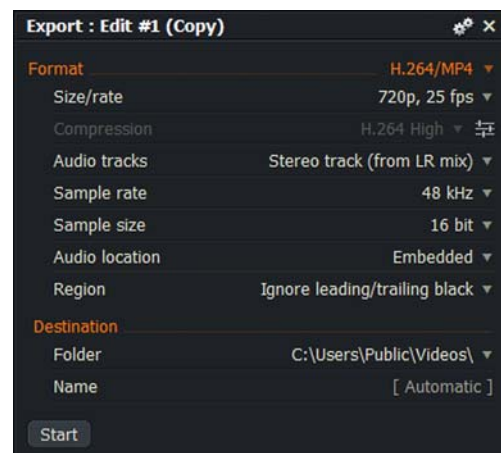 Export : Edit #1 (Copy)
Format H.264/MP4
Size/rate 720p, 25 fps
Compression H.264 High
Audio tracks Stereo track (from LR mix)
Sample rate 48 kHz
Sample size 16 bit
Audio location Embedded
Region Ignore leading/trailing black
Destination
Folder C:\Users\Public\Videos\
Name [ Automatic ]
Start